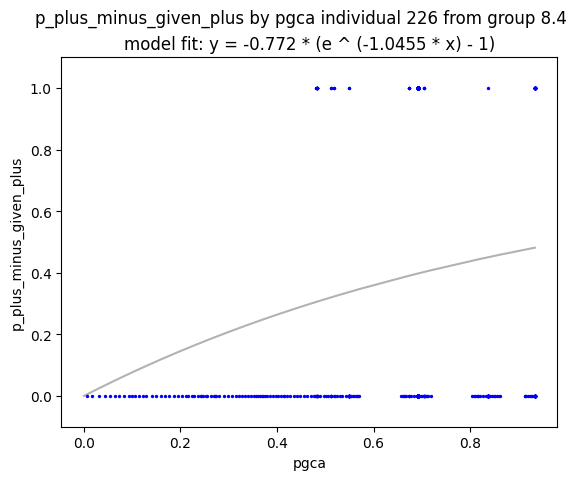 p_plus_minus_given_plus by pgca individual 226 from group 8.4
model fit: y = -0.772 * (e ^ (-1.0455 * x) - 1)
1.0
0.8
0.6
0.4
0.2
0.0
p_plus_minus_given_plus
0.0 0.2 0.4 0.6 0.8
pgca